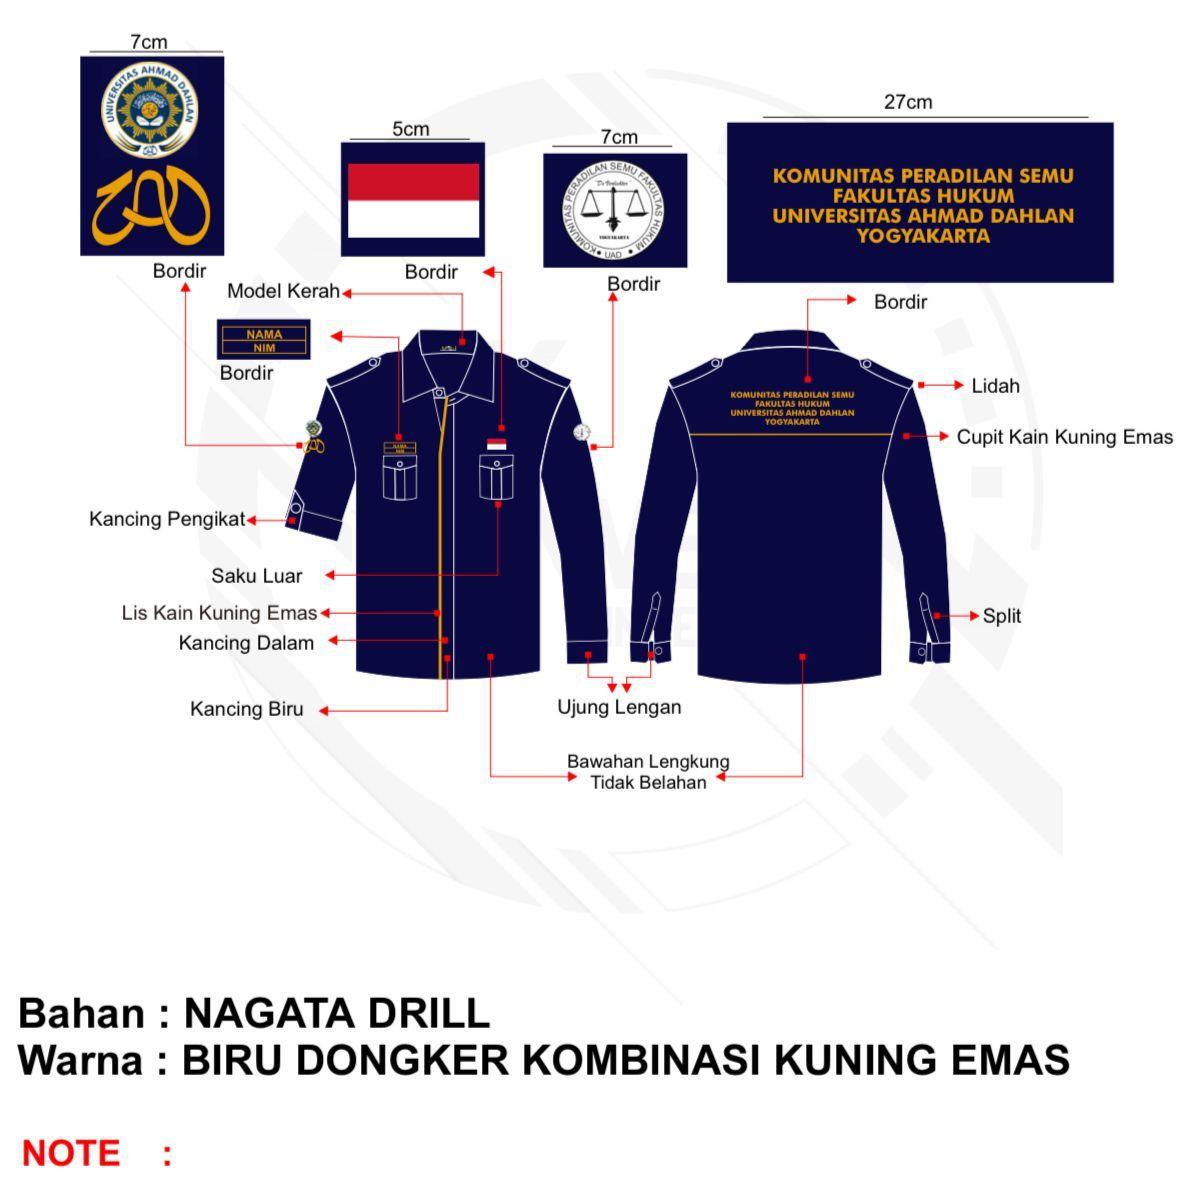 7cm
UNIVERSITAS AHMAD DAHLAN
Bordir
5cm
Bordir
7cm
KOMUNITAS PERADILAN SEMU FAKULTAS HUKUM
YOGYAKARTA
UAD
Bordir
27cm
KOMUNITAS PERADILAN SEMU
FAKULTAS HUKUM
UNIVERSITAS AHMAD DAHLAN
YOGYAKARTA
Bordir
Model Kerah
NAMA
NIM
Bordir
NAMA
NIM
KOMUNITAS PERADILAN SEMU
FAKULTAS HUKUM
UNIVERSITAS AHMAD DAHLAN
YOGYAKARTA
Lidah
Cupit Kain Kuning Emas
Kancing Pengikat
Saku Luar
Lis Kain Kuning Emas
Kancing Dalam
Split
Kancing Biru
Ujung Lengan
Bawahan Lengkung
Tidak Belahan
Bahan : NAGATA DRILL
Warna : BIRU DONGKER KOMBINASI KUNING EMAS
NOTE :